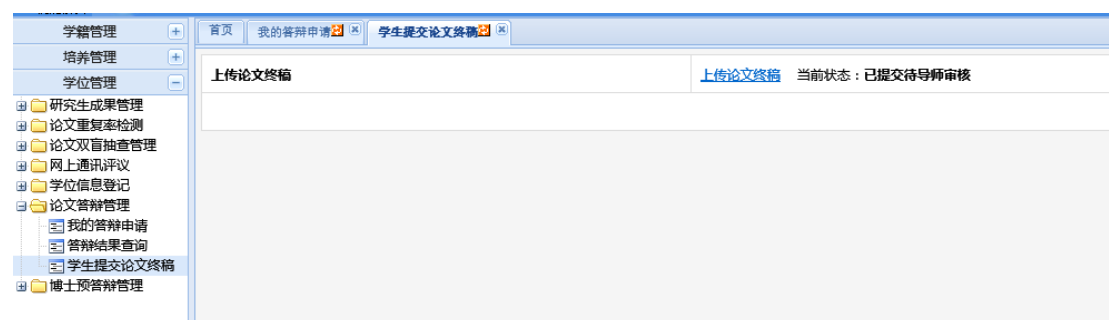 学籍管理
首页 我的答辩申请 学生提交论文终稿
培养管理
上传论文终稿 上传论文终稿 当前状态：已提交待导师审核
学位管理
研究生成果管理
论文重复率检测
论文双盲抽查管理
网上通讯评议
学位信息登记
论文答辩管理
我的答辩申请
答辩结果查询
学生提交论文终稿
博士预答辩管理